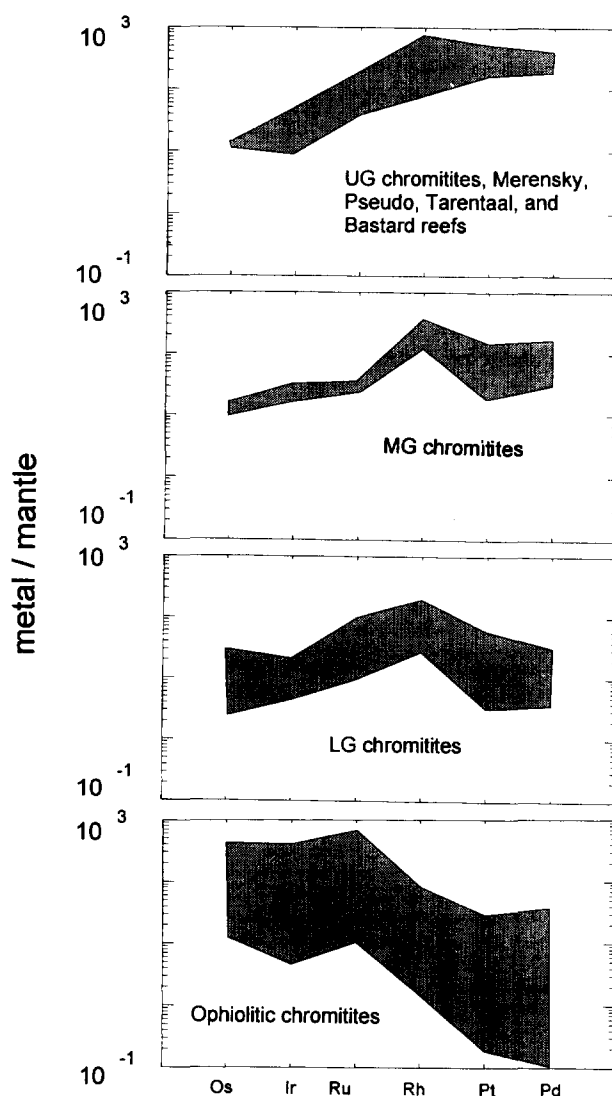 10 3
UG chromitites, Merensky,
Pseudo, Tarentaal, and
Bastard reefs
10 -1
10 3
MG chromitites
10 -1
metal / mantle
10 3
LG chromitites
10 -1
10 3
Ophiolitic chromitites
10 -1
Os Ir Ru Rh Pt Pd